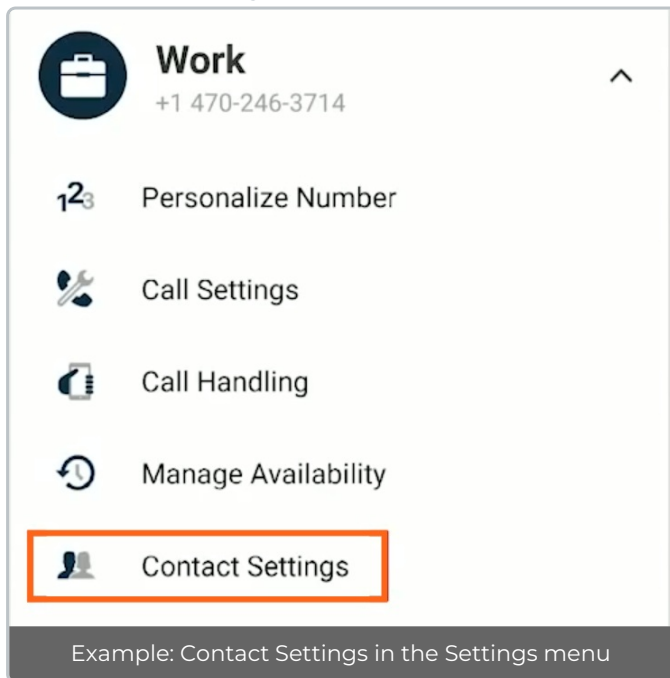 Work
+1 470-246-3714
123 Personalize Number
Call Settings
Call Handling
Manage Availability
Contact Settings
Example: Contact Settings in the Settings menu